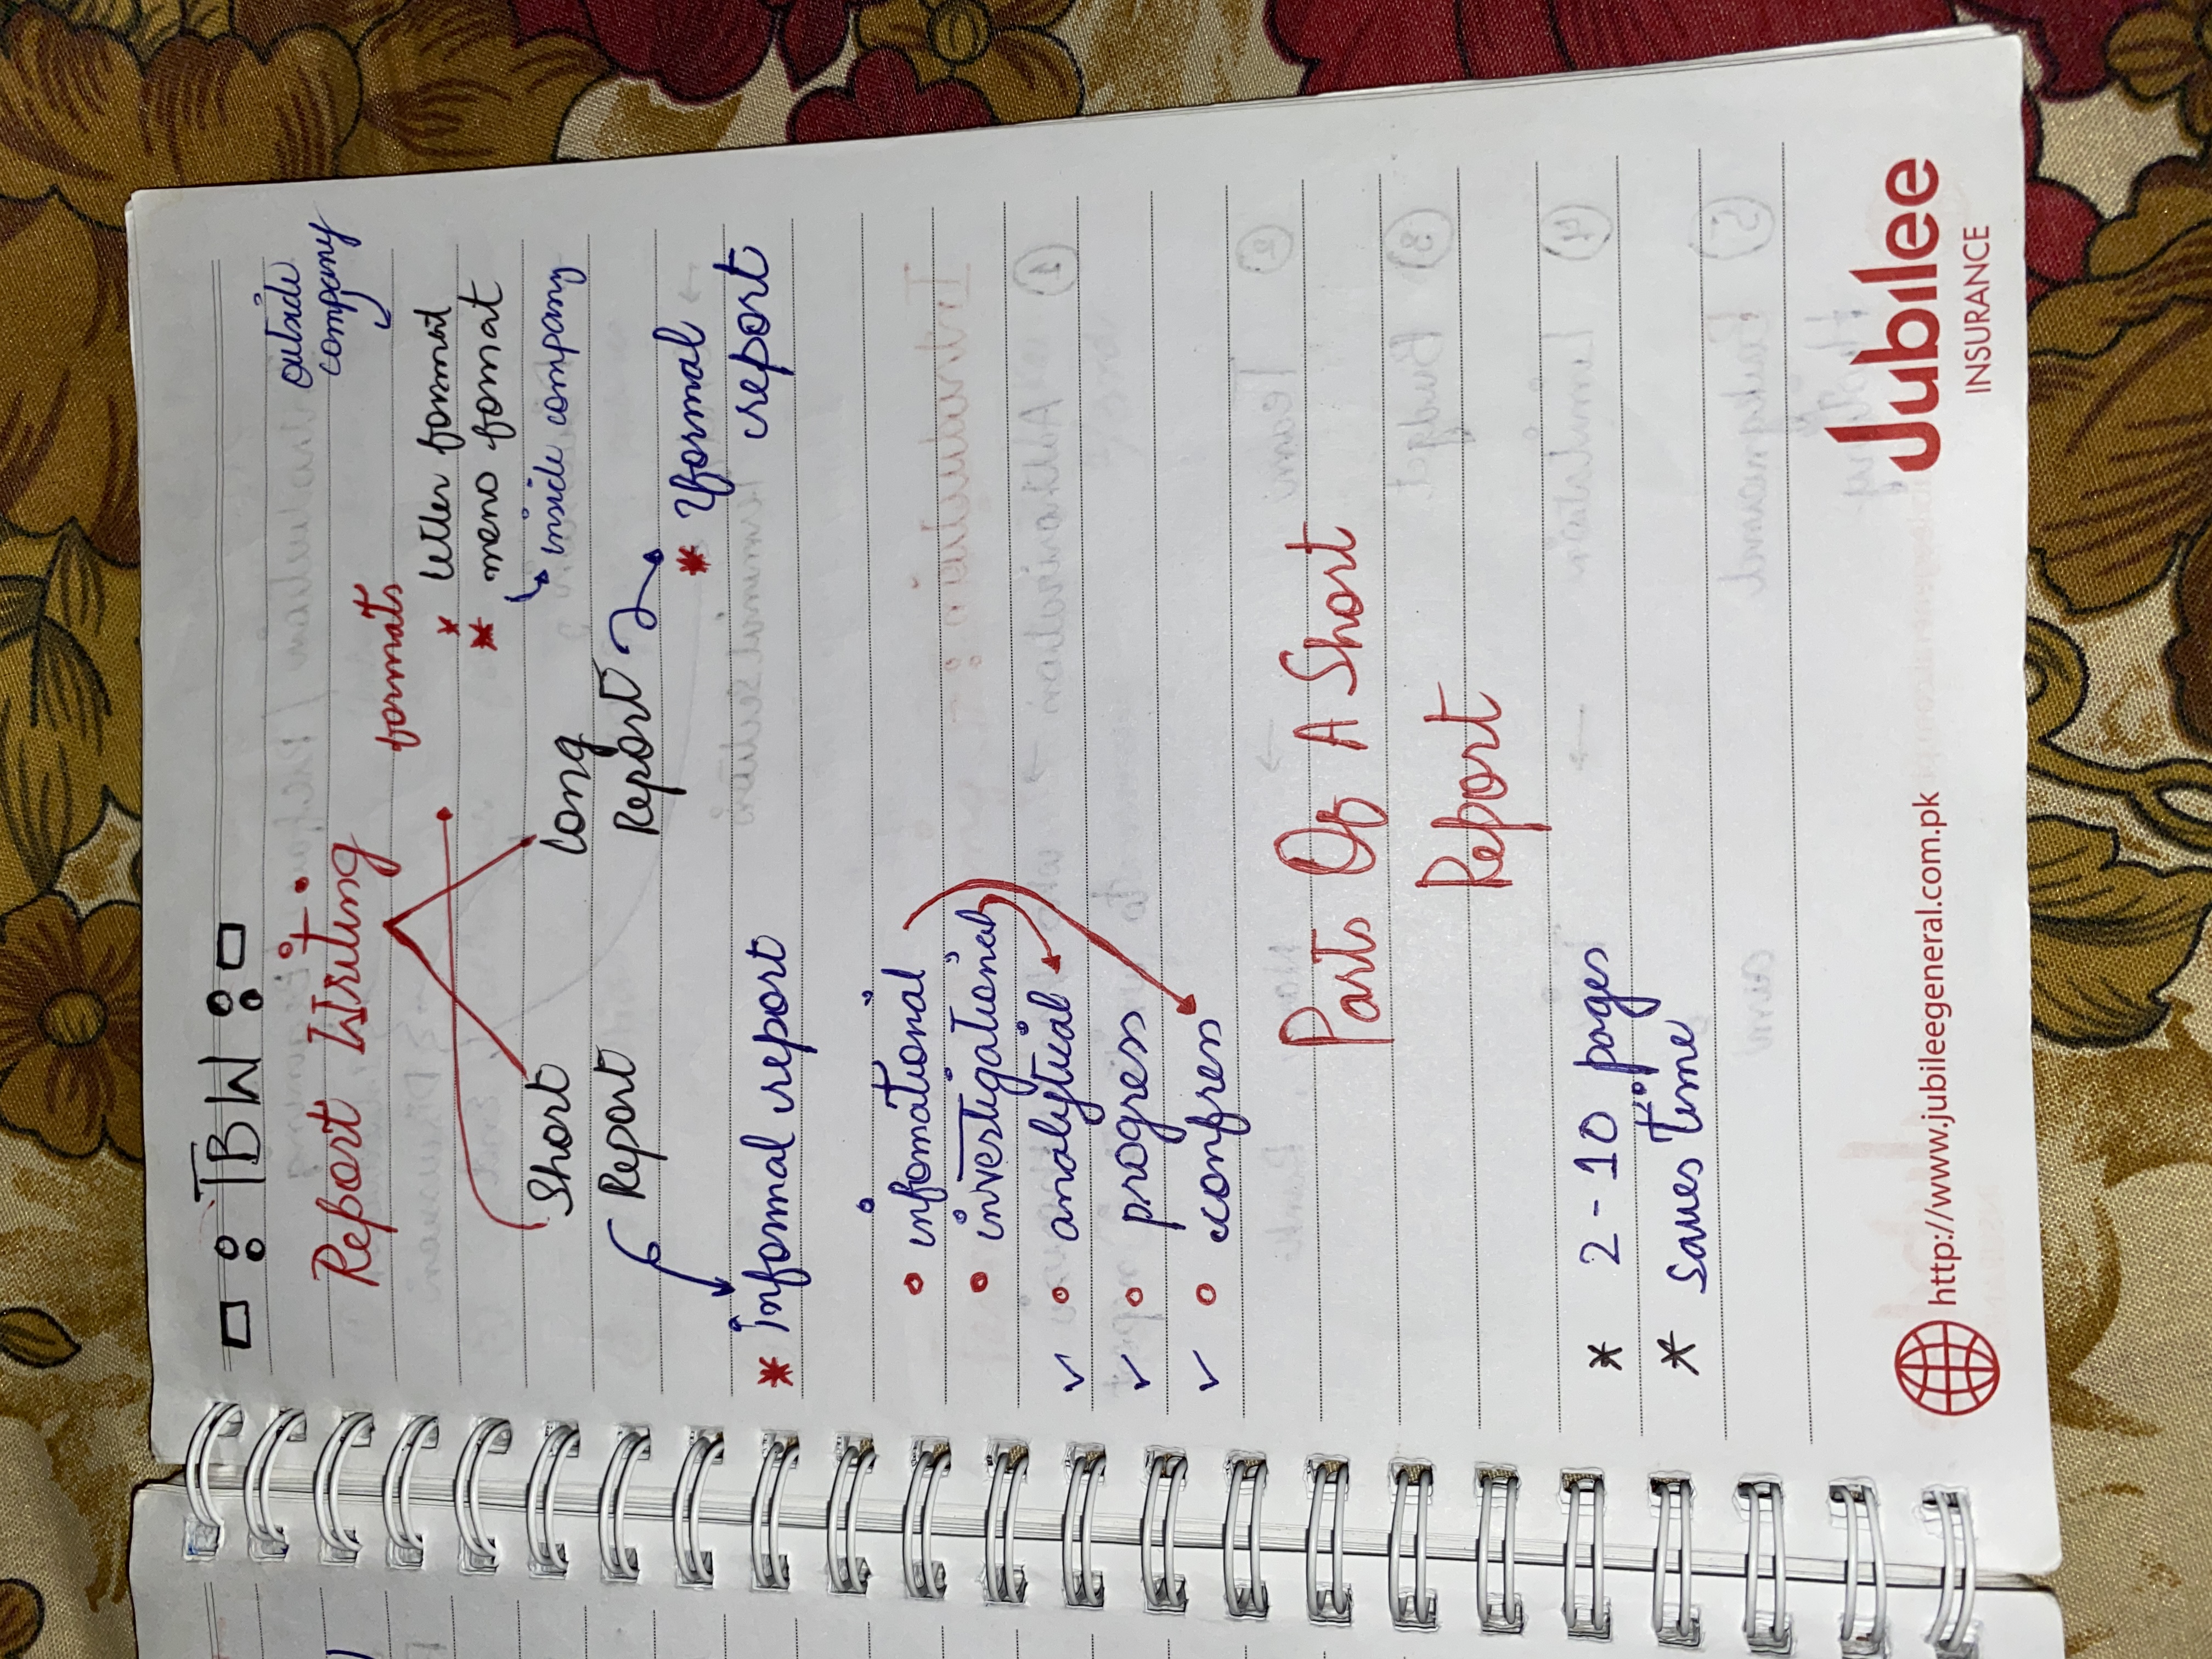 TBW
Report Writing
outside
company
formats
* letter format
* meno fomat
inside company
Short
Report
Long
Report
* formal
report
* Informal report
infomational
investigational
✓ analytical
✓ progress
✓ confress
Parts Of A Short
Report
* 2-10 pages
* saves time
http://www.jubileegeneral.com.pk
Jubilee
INSURANCE